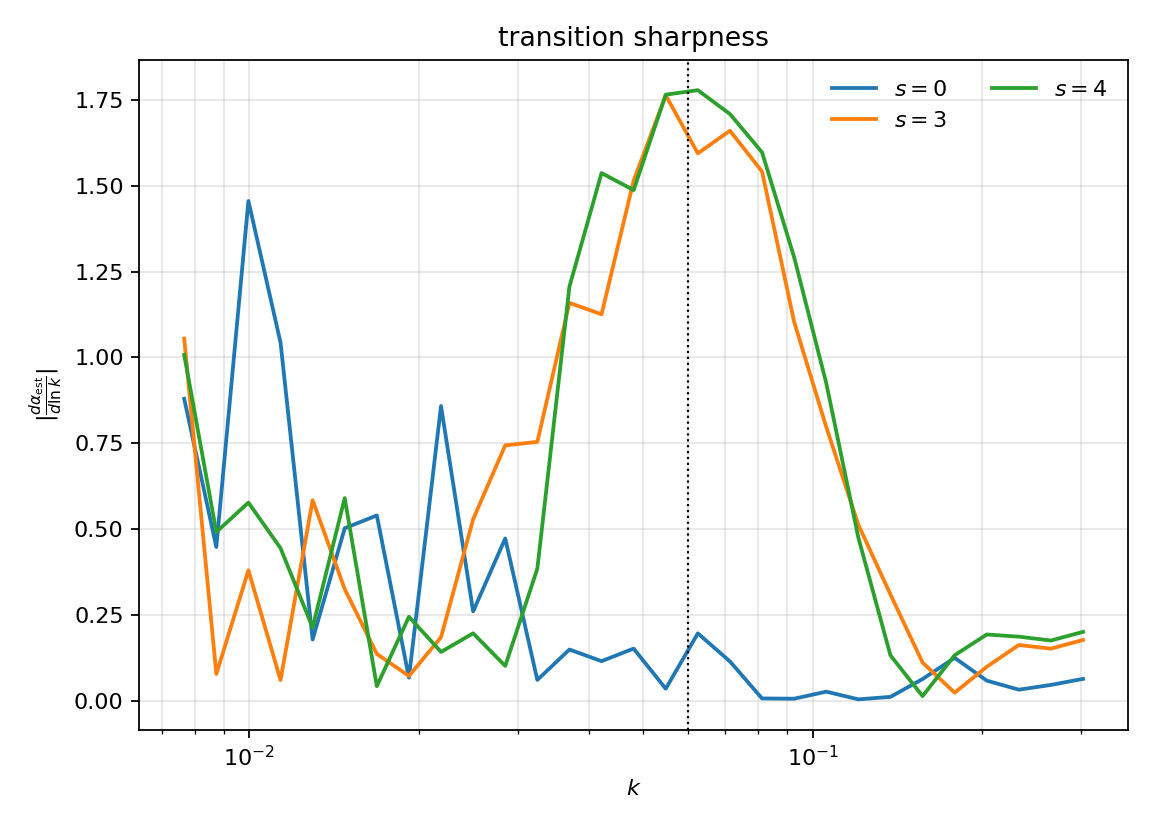 transition sharpness
s = 0
s = 3
s = 4
1.75
1.50
1.25
1.00
0.75
0.50
0.25
0.00
|dα_est/d ln k|
10⁻²
10⁻¹
k